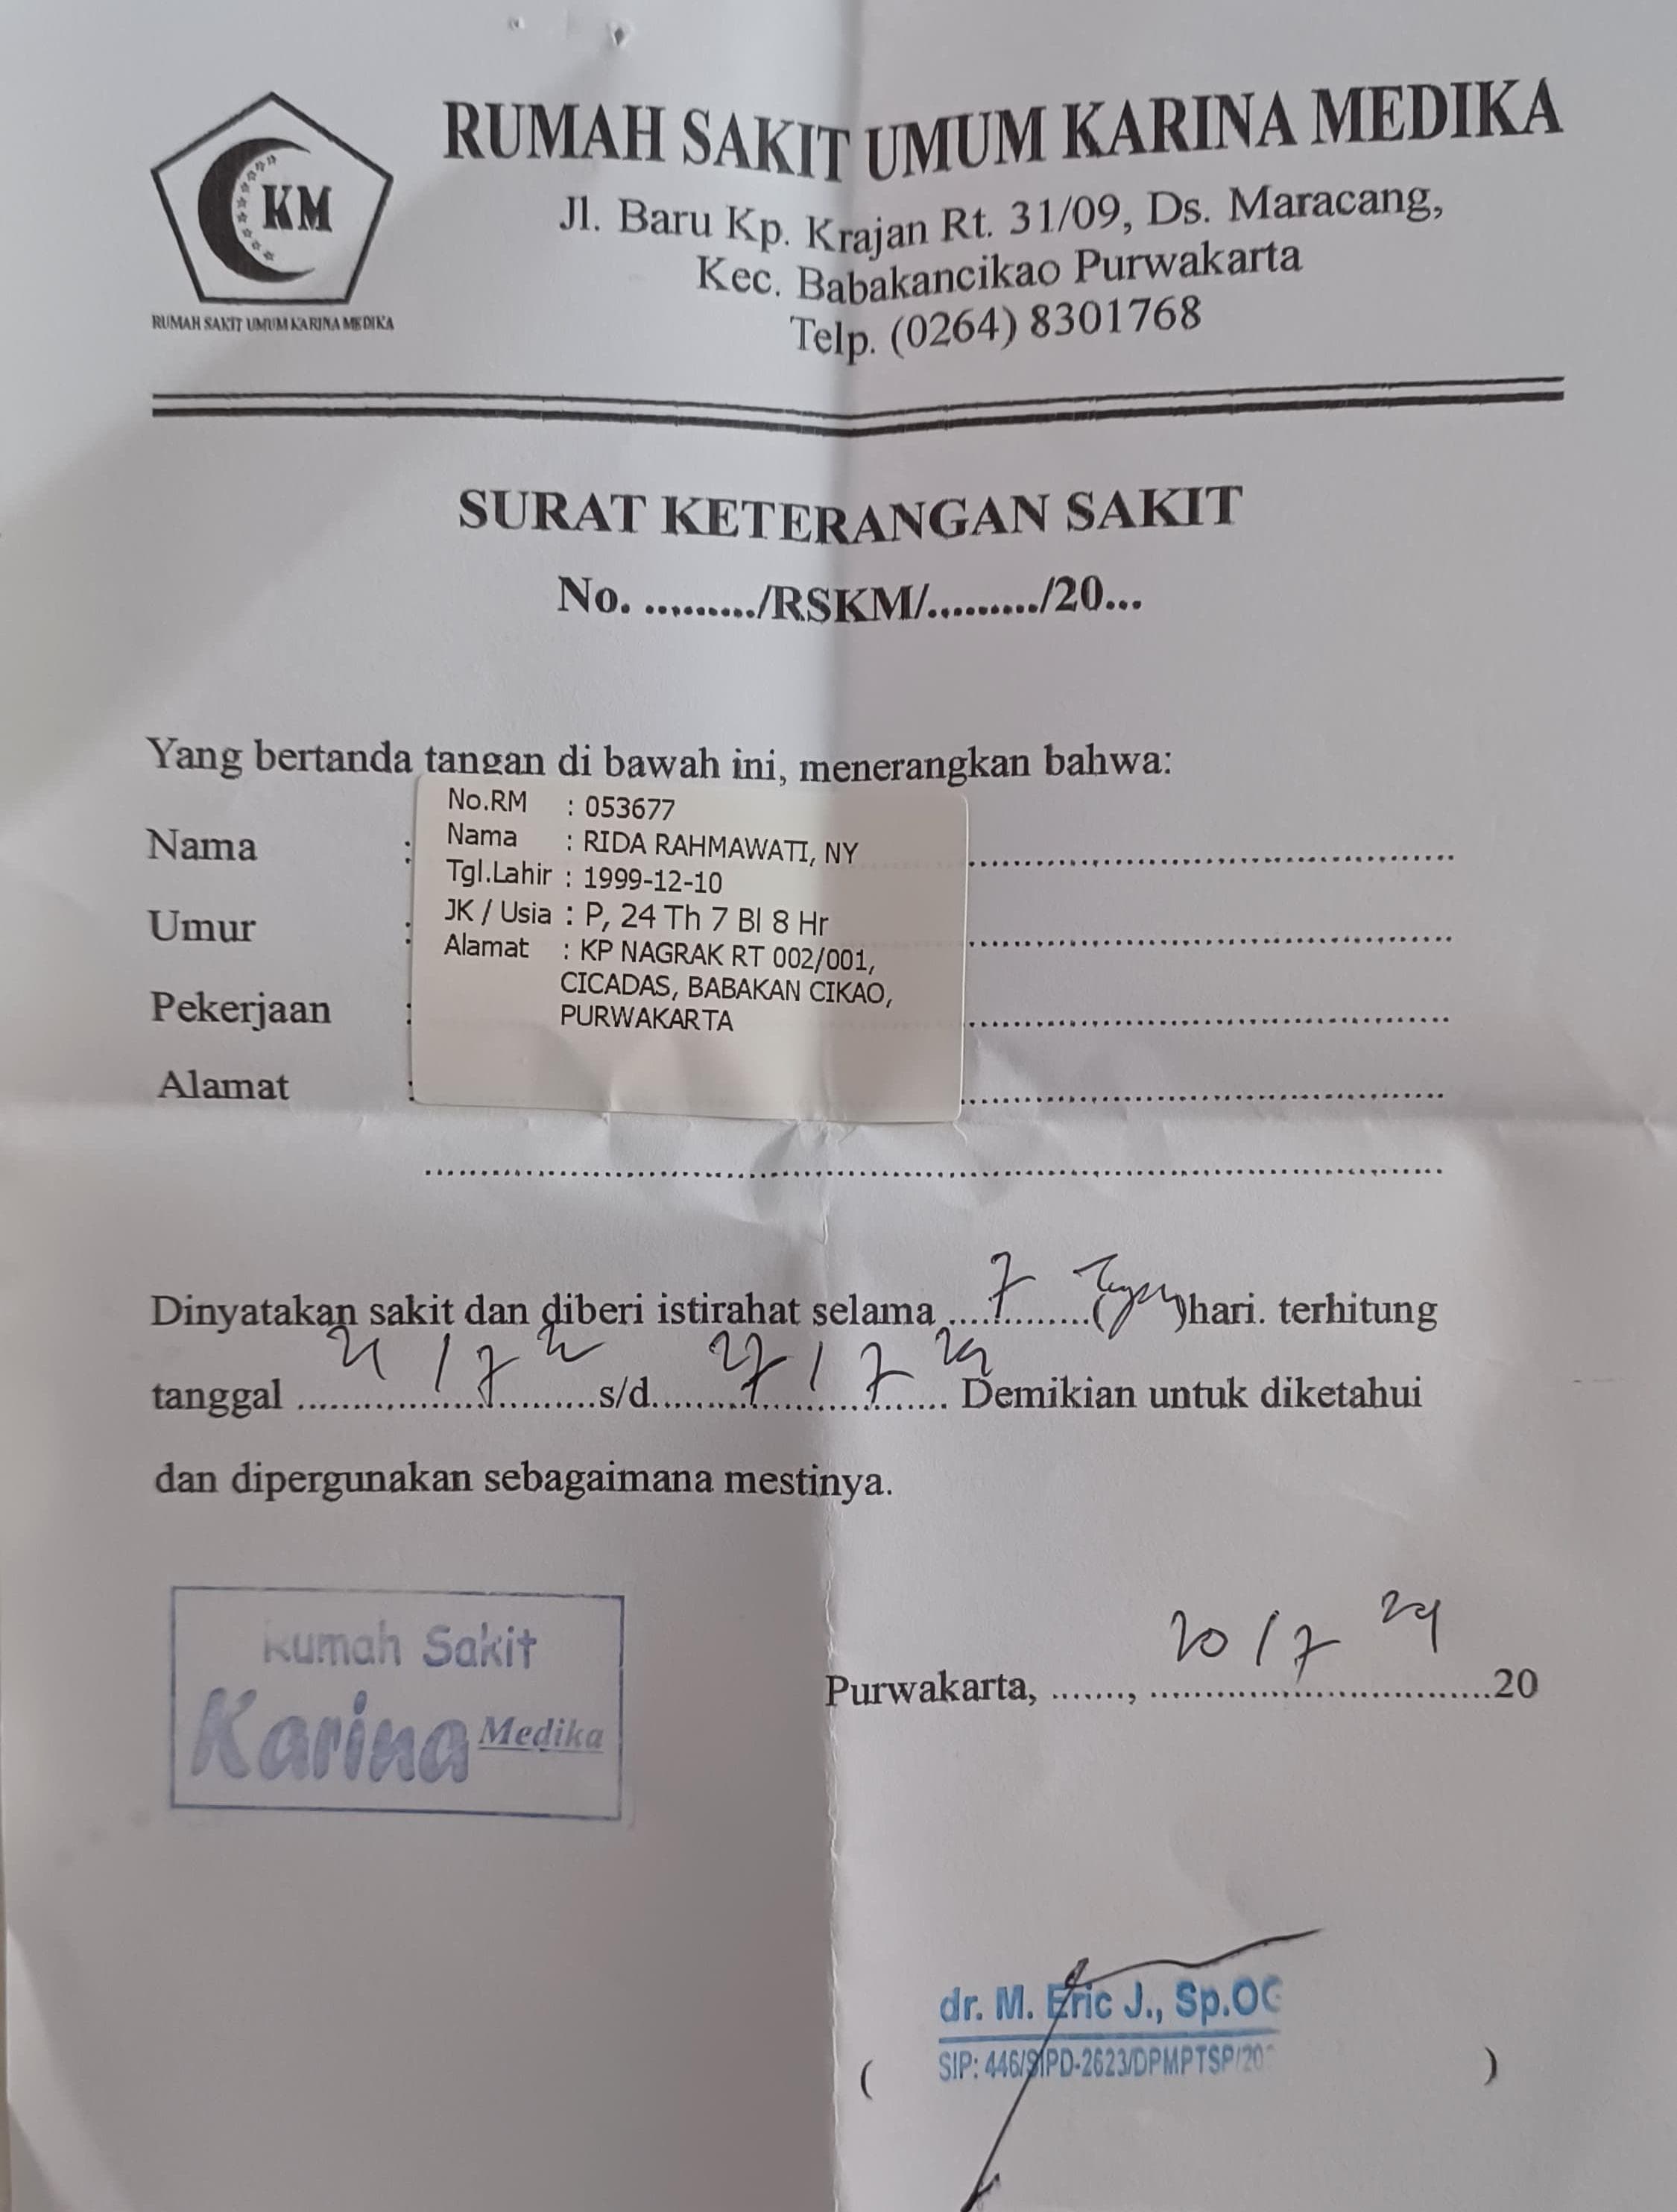 RUMAH SAKIT UMUM KARINA MEDIKA
Jl. Baru Kp. Krajan Rt. 31/09, Ds. Maracang,
Kec. Babakancikao Purwakarta
Telp. (0264) 8301768
KM
RUMAH SAKIT UMUM KARINA MEDIKA
SURAT KETERANGAN SAKIT
No. ........./RSKM/........./20...
Yang bertanda tangan di bawah ini, menerangkan bahwa:
Nama :
Umur :
Pekerjaan :
Alamat :
No.RM : 053677
Nama : RIDA RAHMAWATI, NY
Tgl.Lahir : 1999-12-10
JK / Usia : P, 24 Th 7 Bl 8 Hr
Alamat : KP NAGRAK RT 002/001,
CICADAS, BABAKAN CIKAO,
PURWAKARTA
Dinyatakan sakit dan diberi istirahat selama 7 ( )hari. terhitung
tanggal 21/7 s/d 27/7 24 Demikian untuk diketahui
dan dipergunakan sebagaimana mestinya.
Rumah Sakit
Karina Medika
Purwakarta, ......., 20/7 24 20
dr. M. Eric J., Sp.OG
SIP: 446/SIPD-2623/DPMPTSP/20
( )